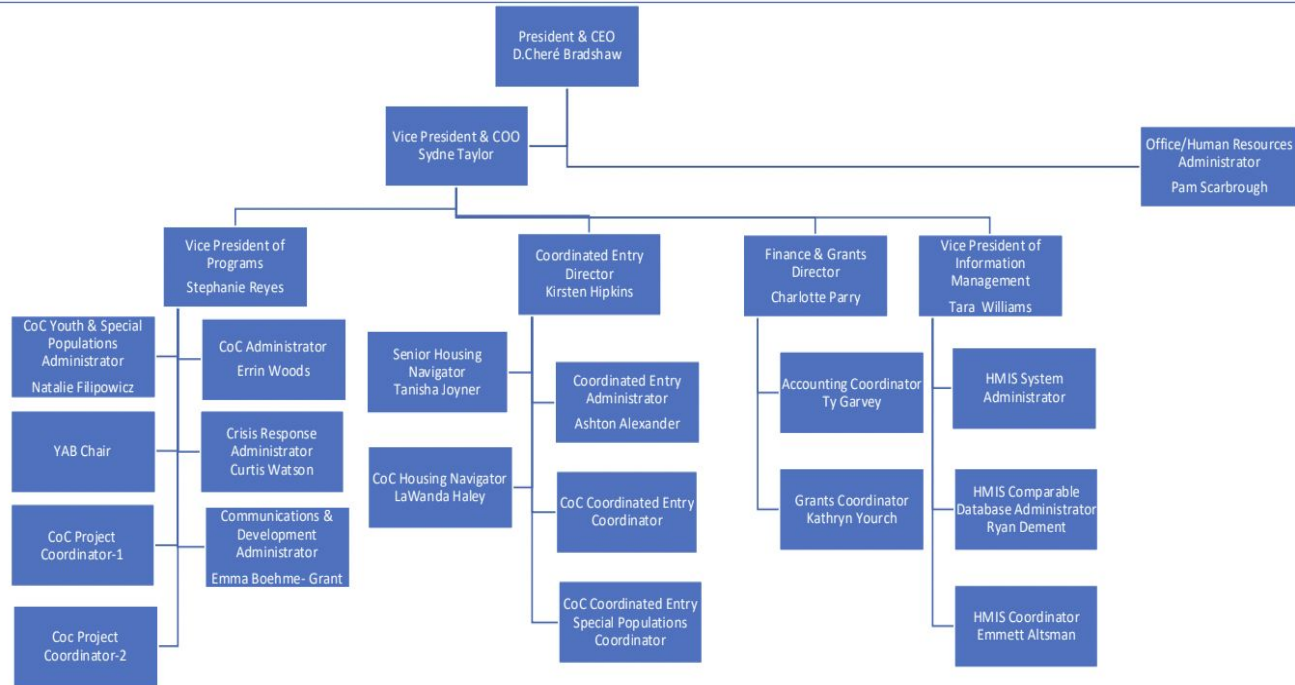 President & CEO
D.Cheré Bradshaw
Vice President & COO
Sydne Taylor
Office/Human Resources
Administrator
Pam Scarbrough
Vice President of
Programs
Stephanie Reyes
Coordinated Entry
Director
Kirsten Hipkins
Finance & Grants
Director
Charlotte Parry
Vice President of
Information
Management
Tara Williams
CoC Youth & Special
Populations
Administrator
Natalie Filipowicz
CoC Administrator
Errin Woods
YAB Chair
Crisis Response
Administrator
Curtis Watson
CoC Project
Coordinator-1
Communications &
Development
Administrator
Emma Boehme- Grant
Coc Project
Coordinator-2
Senior Housing
Navigator
Tanisha Joyner
Coordinated Entry
Administrator
Ashton Alexander
CoC Housing Navigator
LaWanda Haley
CoC Coordinated Entry
Coordinator
CoC Coordinated Entry
Special Populations
Coordinator
Accounting Coordinator
Ty Garvey
Grants Coordinator
Kathryn Yourch
HMIS System
Administrator
HMIS Comparable
Database Administrator
Ryan Dement
HMIS Coordinator
Emmett Altsman